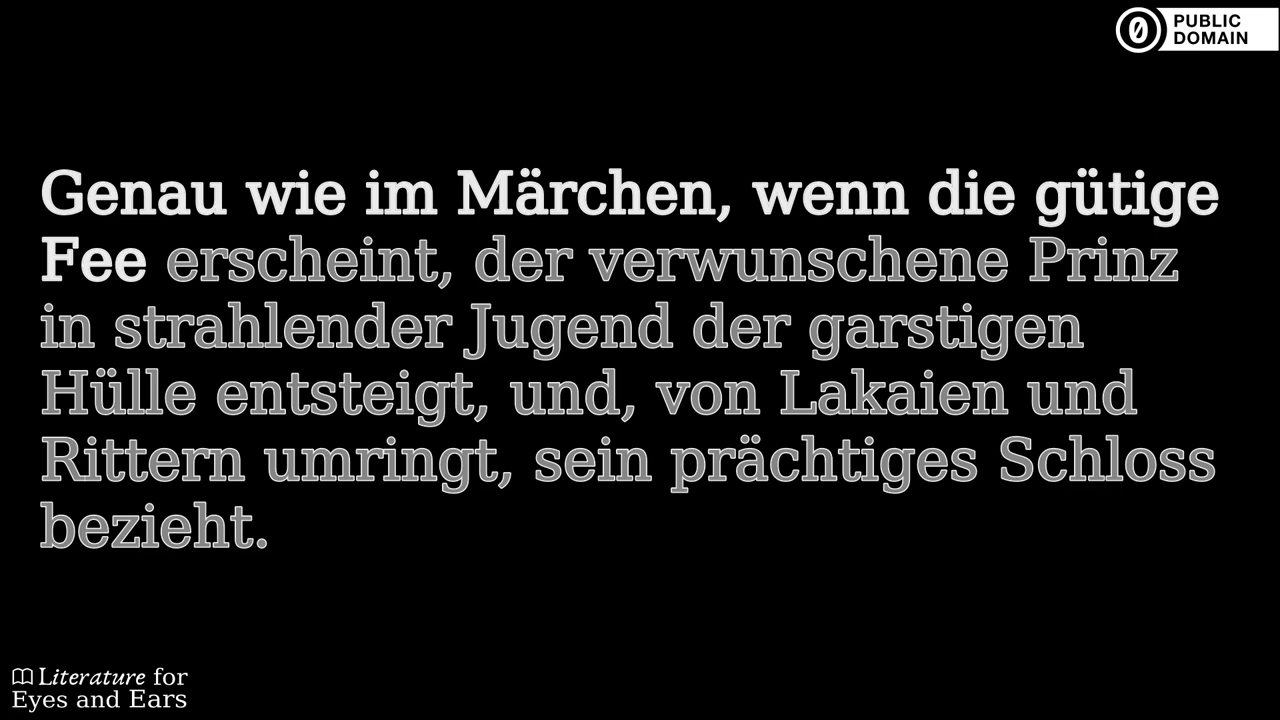 PUBLIC
DOMAIN
Genau wie im Märchen, wenn die gütige
Fee erscheint, der verwunschene Prinz
in strahlender Jugend der garstigen
Hülle entsteigt, und, von Lakaien und
Rittern umringt, sein prächtiges Schloss
bezieht.
Literature for
Eyes and Ears